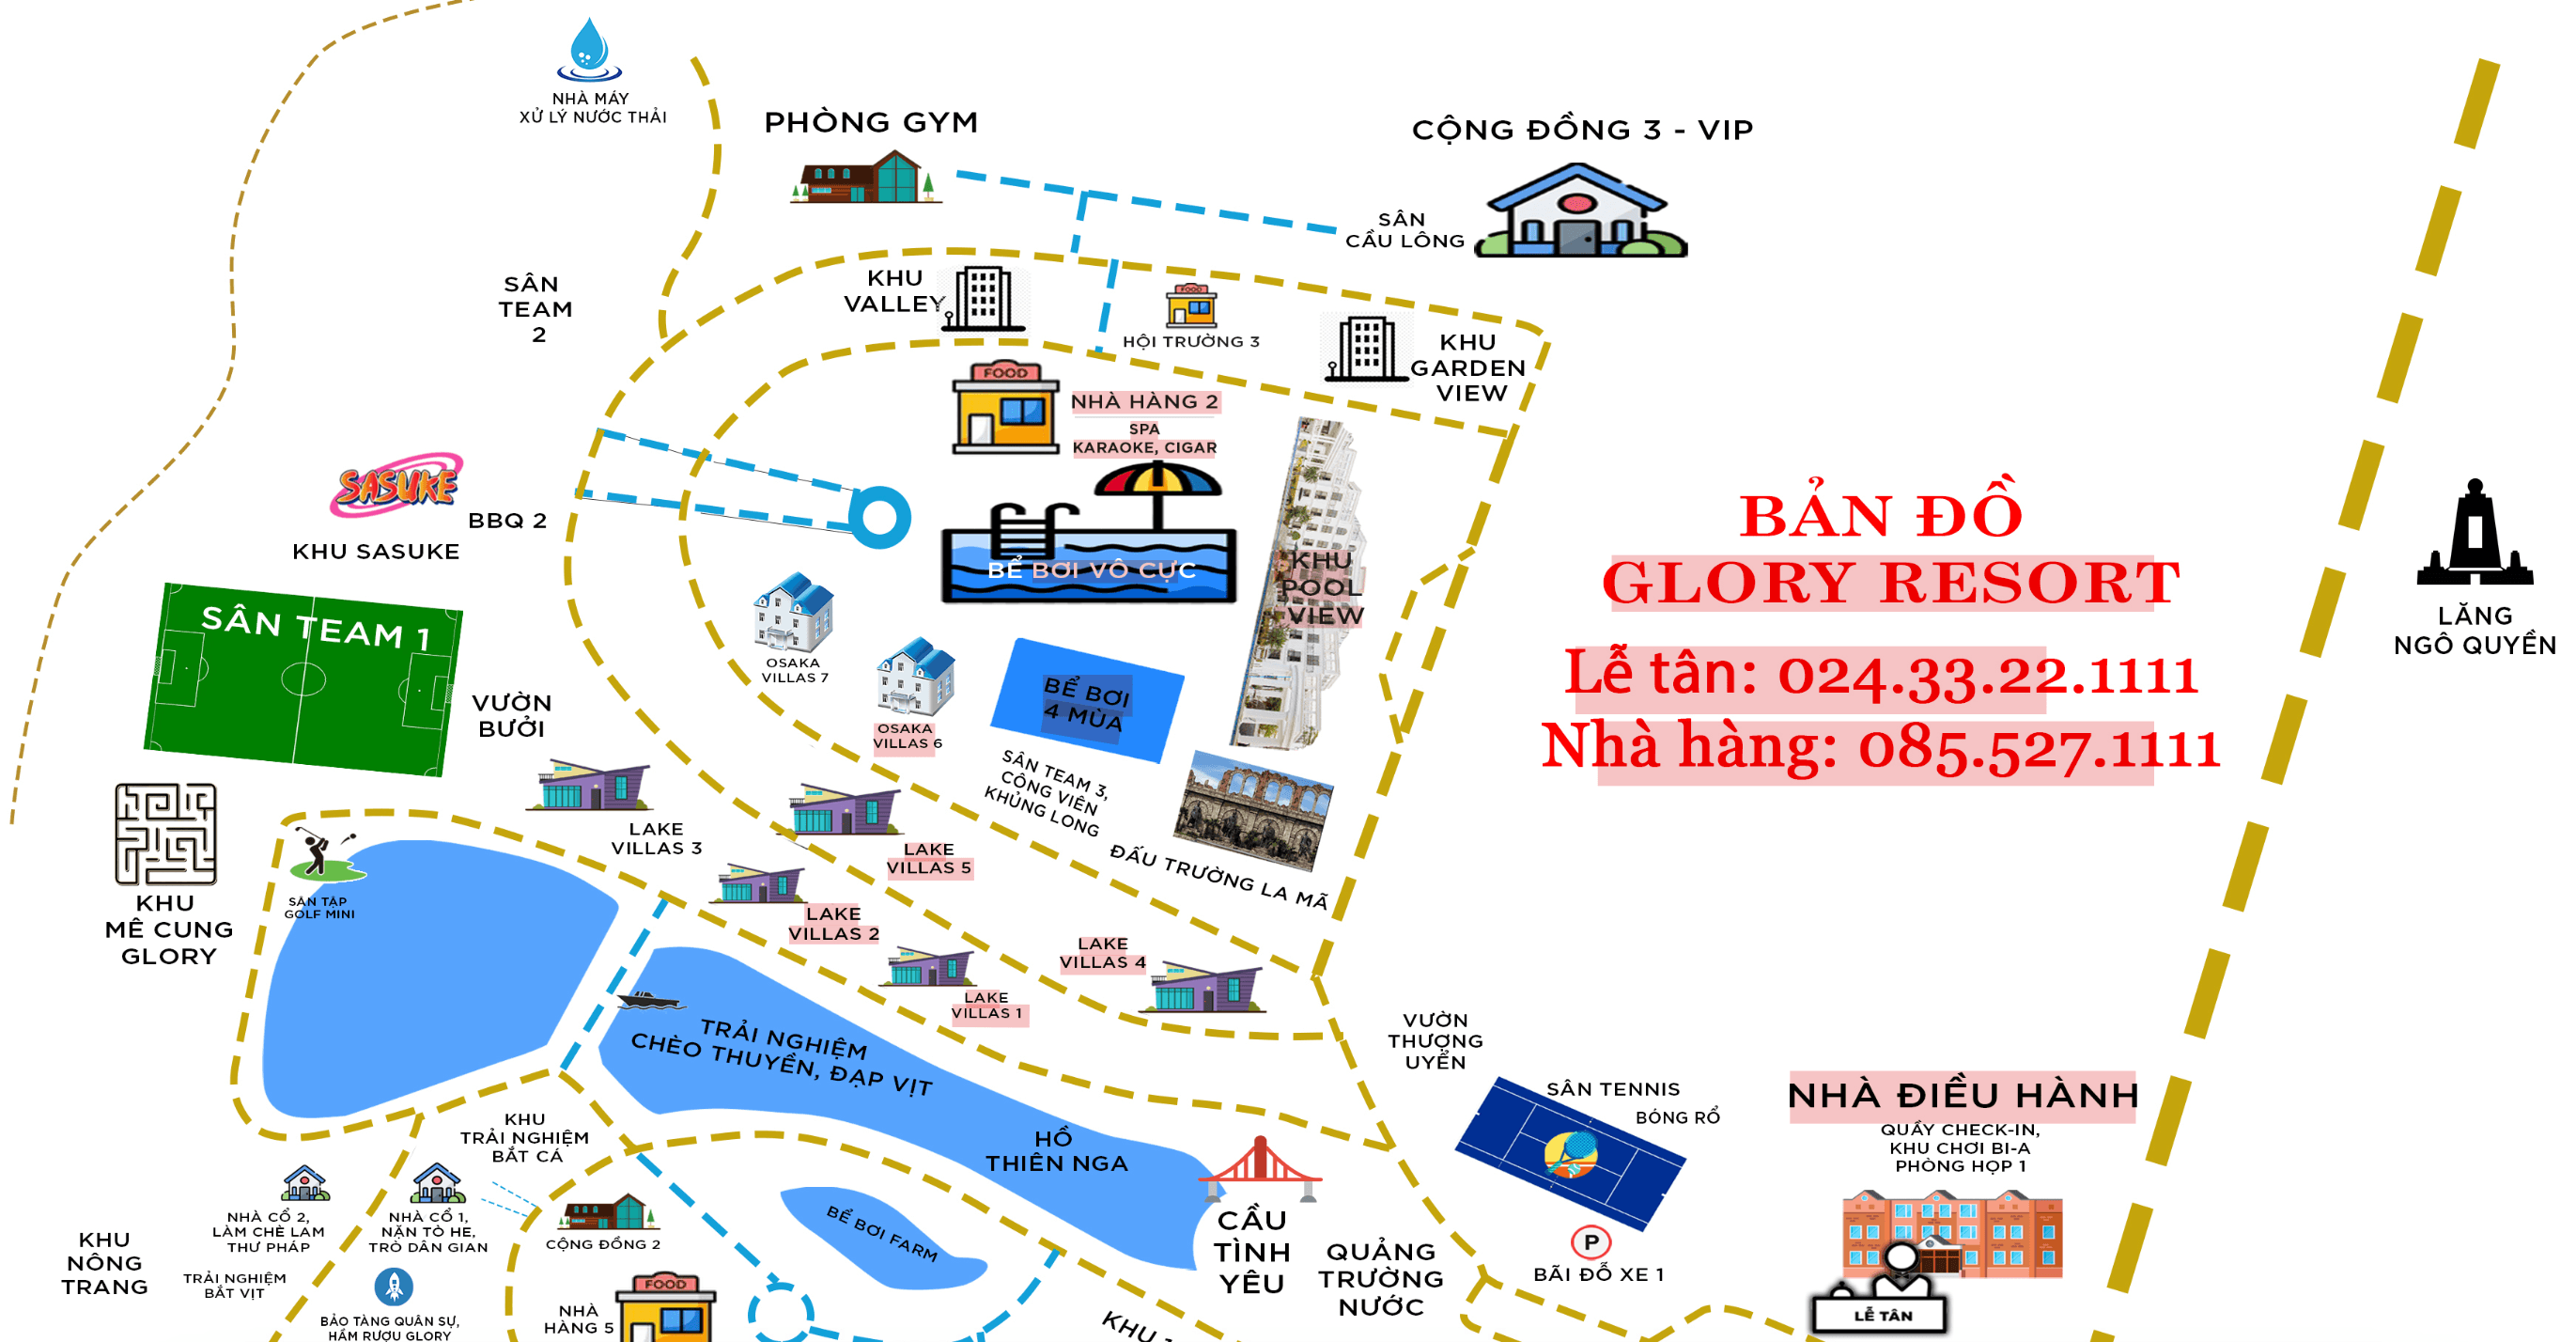 NHÀ MÁY
XỬ LÝ NƯỚC THẢI
PHÒNG GYM
CỘNG ĐỒNG 3 - VIP
SÂN
CẦU LÔNG
SÂN
TEAM
2
KHU
VALLEY
FOOD
HỘI TRƯỜNG 3
KHU
GARDEN
VIEW
FOOD
NHÀ HÀNG 2
SPA
KARAOKE, CIGAR
SASUKE
BBQ 2
KHU SASUKE
BỂ BƠI VÔ CỰC
KHU
POOL
VIEW
BẢN ĐỒ
GLORY RESORT
Lễ tân: 024.33.22.1111
Nhà hàng: 085.527.1111
LĂNG
NGÔ QUYỀN
SÂN TEAM 1
VƯỜN
BƯỞI
OSAKA
VILLAS 7
OSAKA
VILLAS 6
BỂ BƠI
4 MÙA
SÂN TEAM 3,
CÔNG VIÊN
KHỦNG LONG
ĐẤU TRƯỜNG LA MÃ
LAKE
VILLAS 3
LAKE
VILLAS 5
LAKE
VILLAS 2
LAKE
VILLAS 4
LAKE
VILLAS 1
KHU
MÊ CUNG
GLORY
SÂN TẬP
GOLF MINI
TRẢI NGHIỆM
CHÈO THUYỀN, ĐẠP VỊT
HỒ
THIÊN NGA
VƯỜN
THƯỢNG
UYỂN
SÂN TENNIS
BÓNG RỔ
NHÀ ĐIỀU HÀNH
QUẦY CHECK-IN,
KHU CHƠI BI-A
PHÒNG HỌP 1
LỄ TÂN
P
BÃI ĐỖ XE 1
CẦU
TÌNH
YÊU
QUẢNG
TRƯỜNG
NƯỚC
KHU
TRẢI NGHIỆM
BẮT CÁ
NHÀ CỔ 2,
LÀM CHÈ LAM
THƯ PHÁP
NHÀ CỔ 1,
NẶN TÒ HE,
TRÒ DÂN GIAN
CỘNG ĐỒNG 2
BỂ BƠI FARM
KHU
NÔNG
TRANG
TRẢI NGHIỆM
BẮT VỊT
BẢO TÀNG QUÂN SỰ,
HẦM RƯỢU GLORY
NHÀ
HÀNG 5
FOOD
KHU